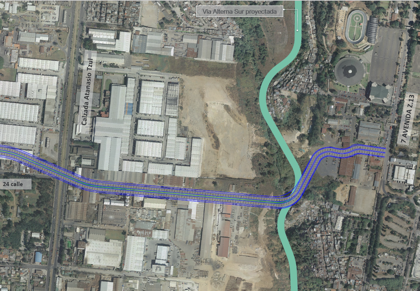 Vía Alterna Sur proyectada
Calzada Atanasio Tzul
7 AVENIDA Z.13
24 calle